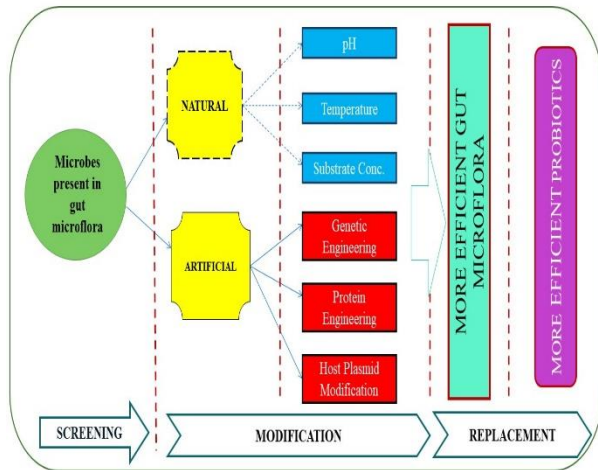 Microbes
present in
gut
microflora
NATURAL
ARTIFICIAL
pH
Temperature
Substrate Conc.
Genetic
Engineering
Protein
Engineering
Host Plasmid
Modification
MORE EFFICIENT GUT
MICROFLORA
MORE EFFICIENT PROBIOTICS
SCREENING
MODIFICATION
REPLACEMENT